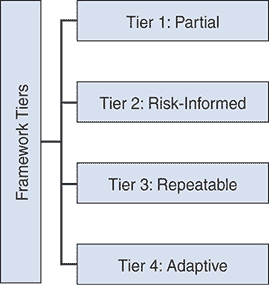 Framework Tiers
Tier 1: Partial
Tier 2: Risk-Informed
Tier 3: Repeatable
Tier 4: Adaptive